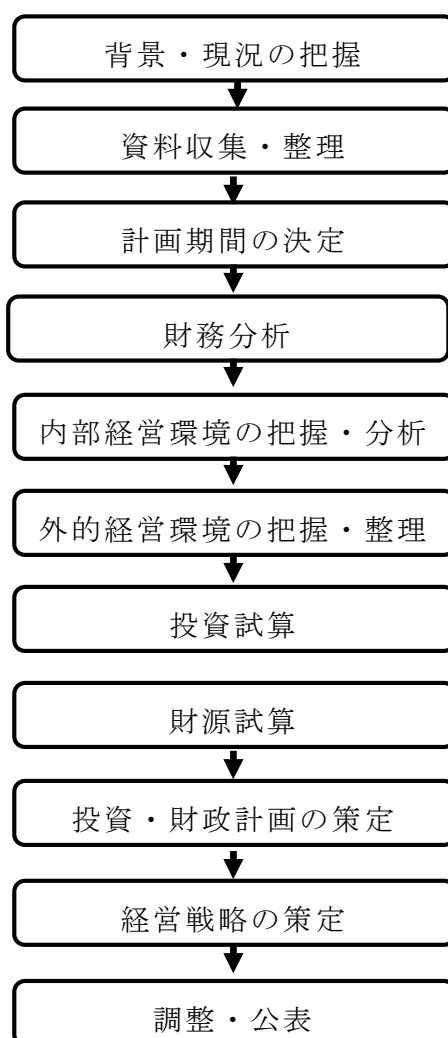 背景・現況の把握
資料収集・整理
計画期間の決定
財務分析
内部経営環境の把握・分析
外的経営環境の把握・整理
投資試算
財源試算
投資・財政計画の策定
経営戦略の策定
調整・公表